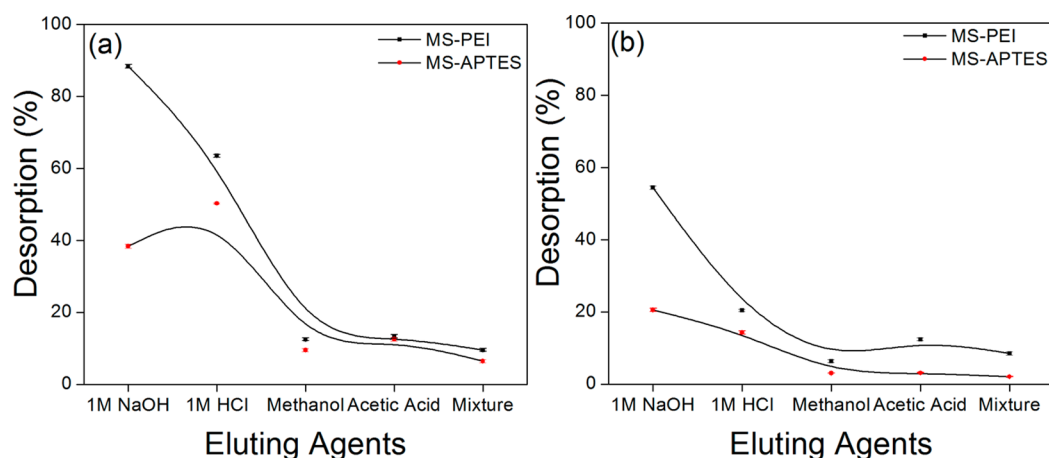 (a)
MS-PEI
MS-APTES
100
80
60
40
20
0
Desorption (%)
1M NaOH 1M HCl Methanol Acetic Acid Mixture
Eluting Agents
(b)
MS-PEI
MS-APTES
100
80
60
40
20
0
Desorption (%)
1M NaOH 1M HCl Methanol Acetic Acid Mixture
Eluting Agents